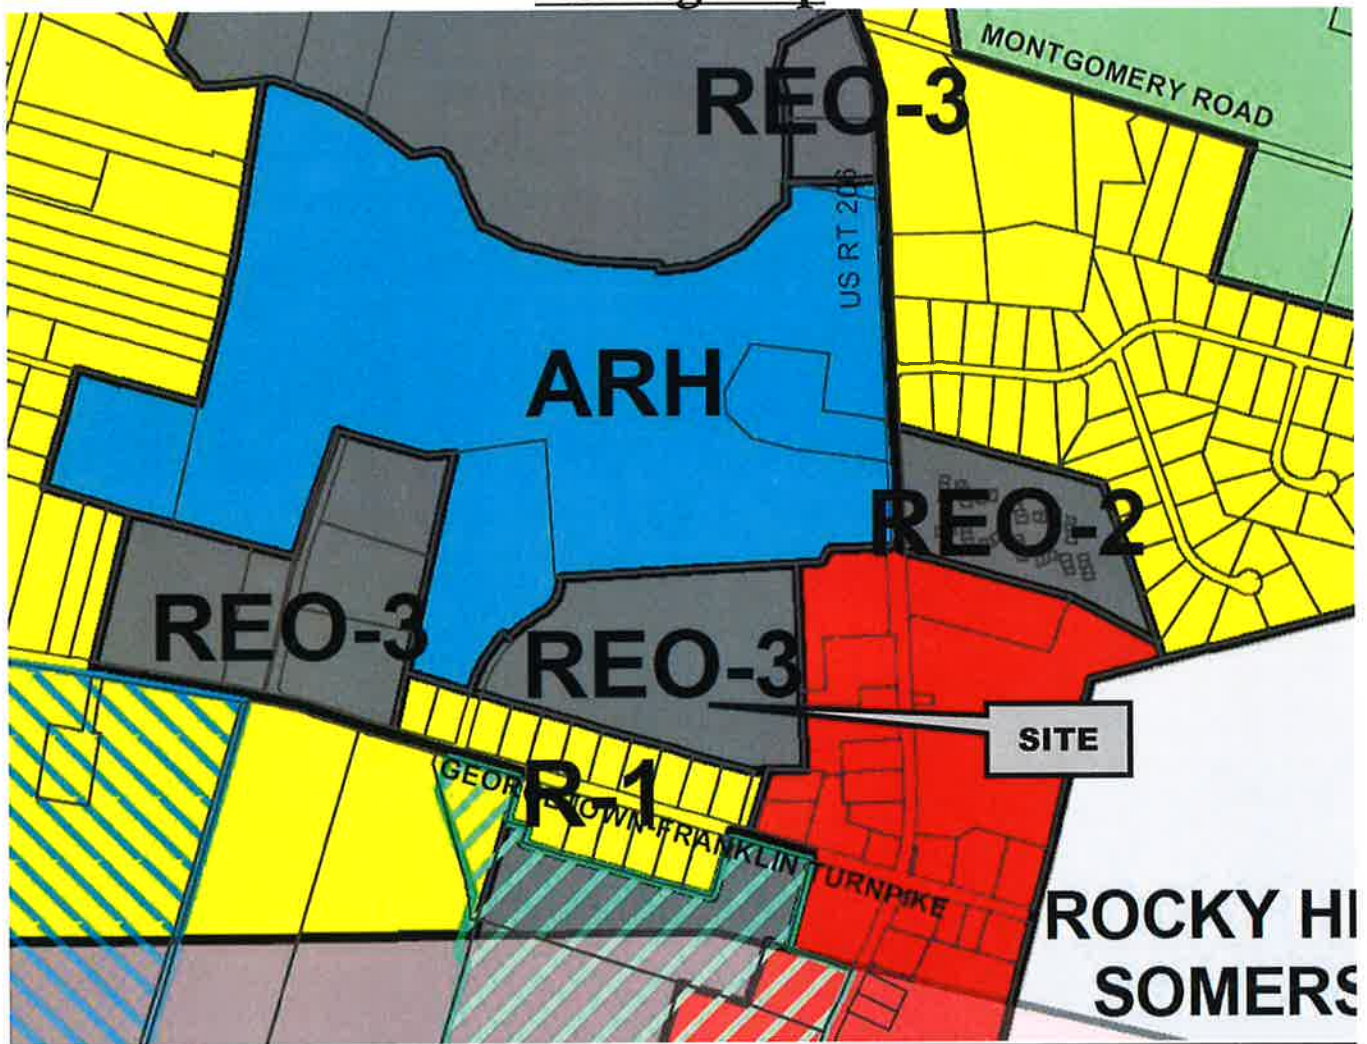 MONTGOMERY ROAD
REO-3
US RT 206
ARH
REO-2
REO-3
REO-3
SITE
R-1
GEORGETOWN-FRANKLIN TURNPIKE
ROCKY HI
SOMERS